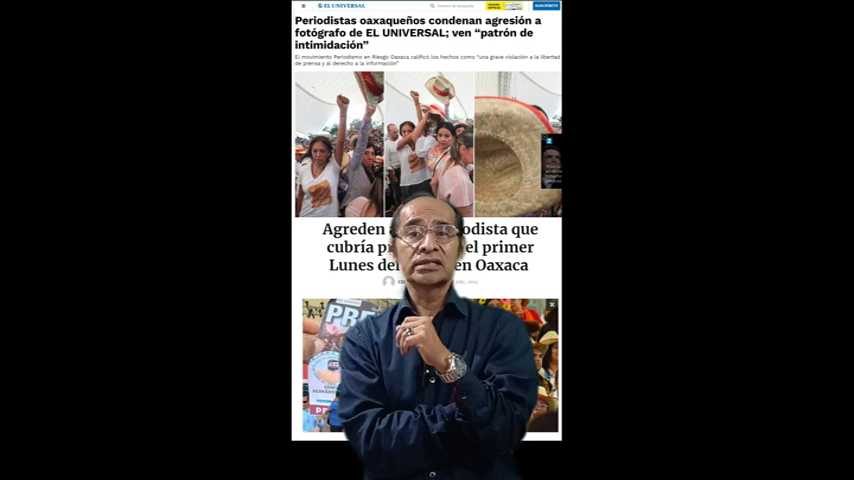 EL UNIVERSAL
SUSCRÍBETE
Periodistas oaxaqueños condenan agresión a
fotógrafo de EL UNIVERSAL; ven “patrón de
intimidación”
El movimiento Periodismo en Riesgo Oaxaca calificó los hechos como “una grave violación a la libertad
de prensa y al derecho a la información”
Agreden odista que
cubría el primer
Lunes del en Oaxaca
PRE